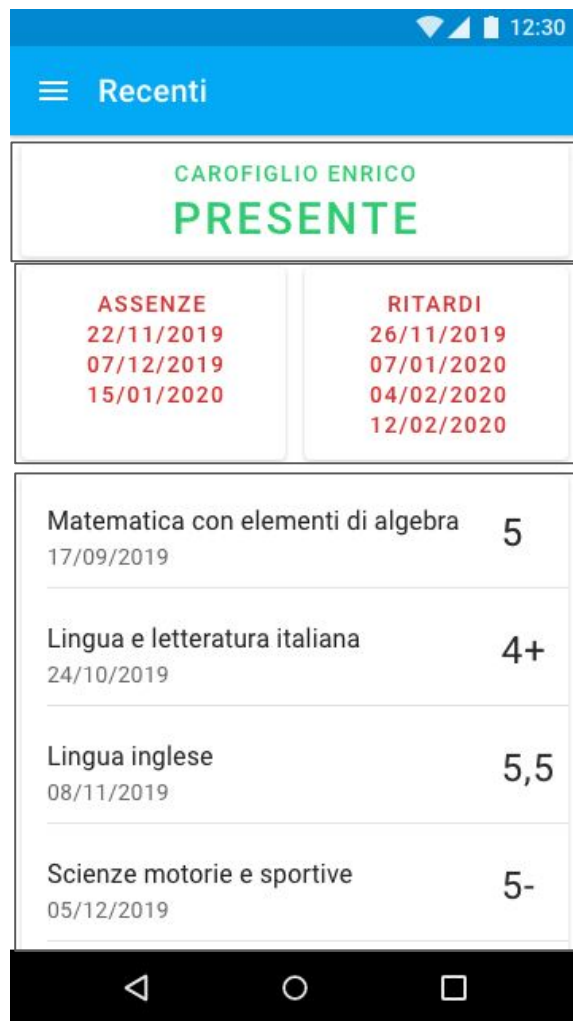 12:30
Recenti
CAROFIGLIO ENRICO
PRESENTE
ASSENZE
22/11/2019
07/12/2019
15/01/2020
RITARDI
26/11/2019
07/01/2020
04/02/2020
12/02/2020
Matematica con elementi di algebra 5
17/09/2019
Lingua e letteratura italiana 4+
24/10/2019
Lingua inglese 5,5
08/11/2019
Scienze motorie e sportive 5-
05/12/2019